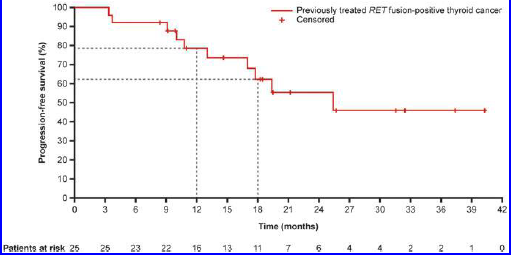 Previously treated RET fusion-positive thyroid cancer
Censored
Progression-free survival (%)
100
90
80
70
60
50
40
30
20
10
0
0 3 6 9 12 15 18 21 24 27 30 33 36 39 42
Time (months)
Patients at risk 25 25 23 22 16 13 11 7 6 4 4 2 2 1 0